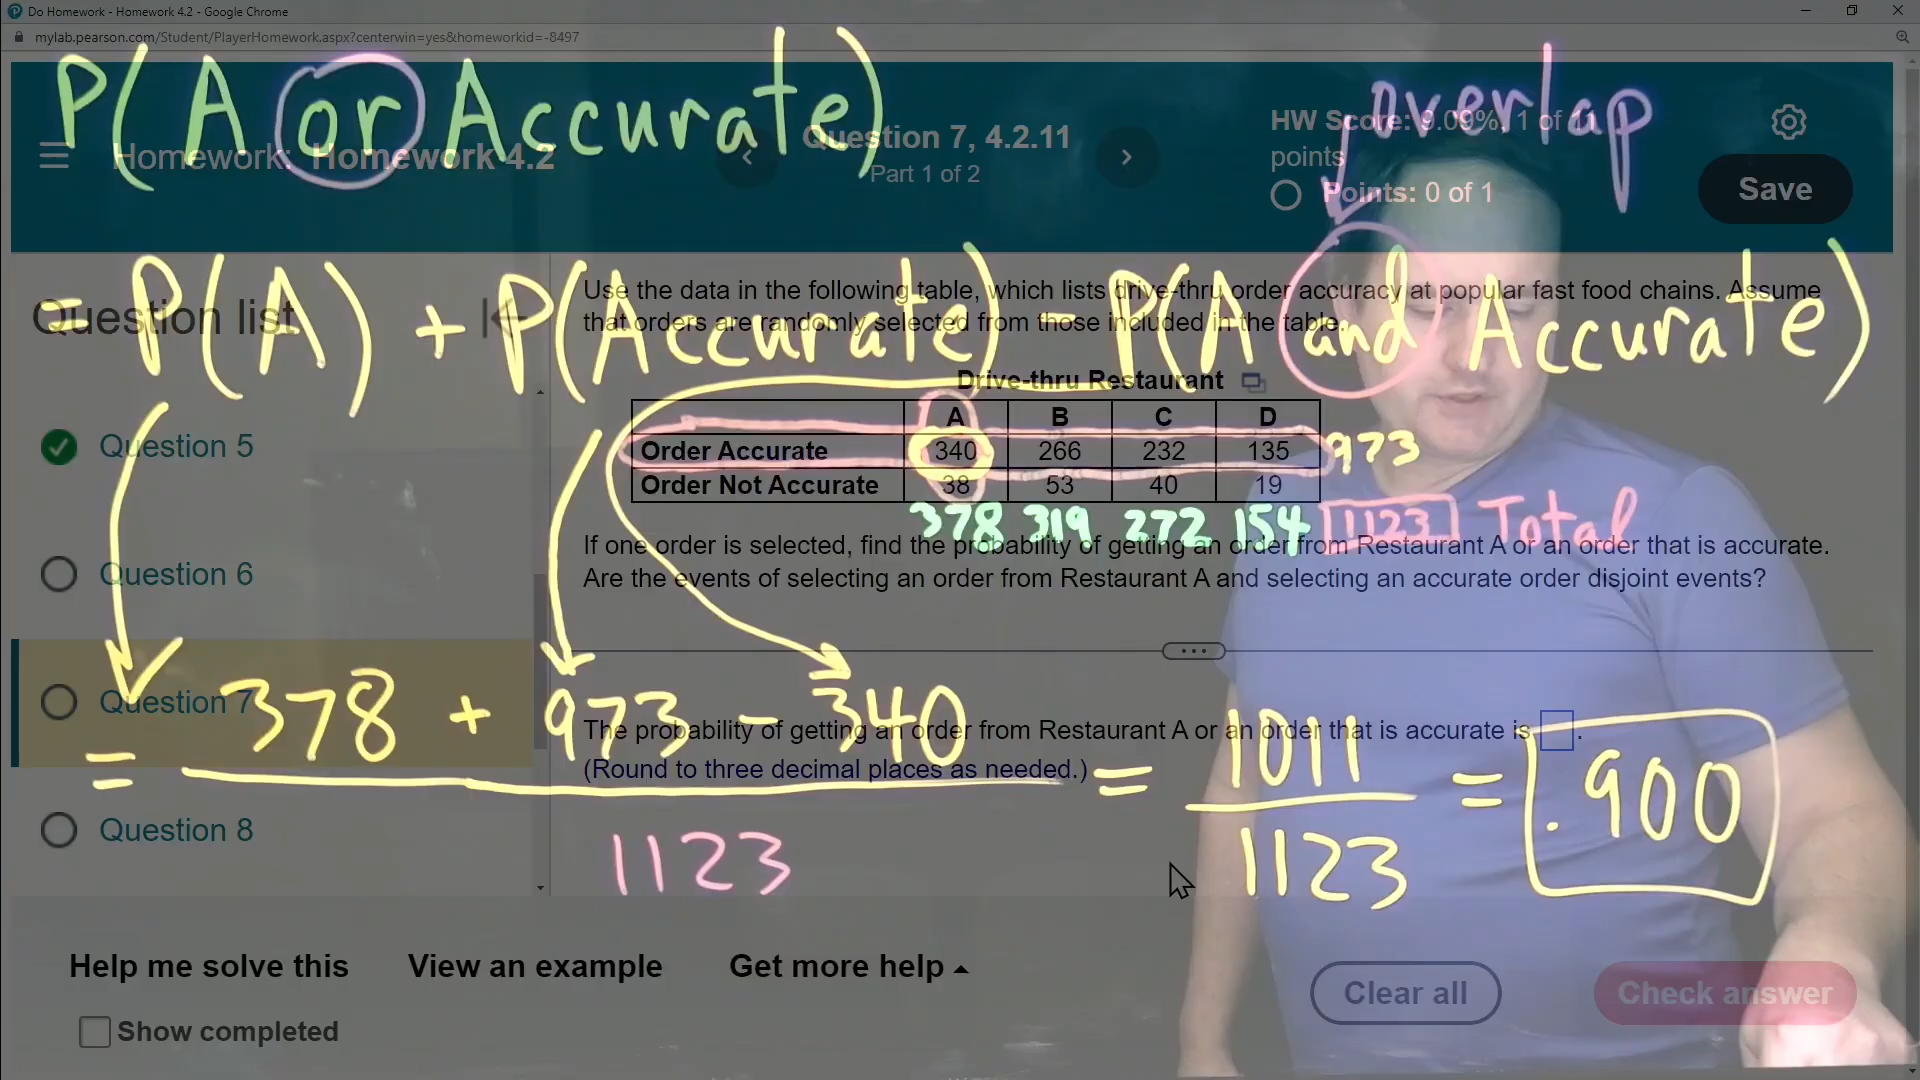 Do Homework - Homework 4.2 - Google Chrome
mylab.pearson.com/Student/PlayerHomework.aspx?centerwin=yes&homeworkid=-8497
P(A or Accurate)
overlap
Homework: Homework 4.2
Question 7, 4.2.11
Part 1 of 2
HW Score: 9.09%, 1 of 11
points
Points: 0 of 1
Save
= P(A) + P(Accurate) - P(A and Accurate)
Question list
Question 5
Question 6
Question 7
Question 8
Use the data in the following table, which lists drive-thru order accuracy at popular fast food chains. Assume
that orders are randomly selected from those included in the table.
Drive-thru Restaurant
A B C D
Order Accurate 340 266 232 135 973
Order Not Accurate 38 53 40 19
378 319 272 154 1123 Total
If one order is selected, find the probability of getting an order from Restaurant A or an order that is accurate.
Are the events of selecting an order from Restaurant A and selecting an accurate order disjoint events?
The probability of getting an order from Restaurant A or an order that is accurate is .
(Round to three decimal places as needed.)
= 378 + 973 - 340
1123
= 1011
1123
= .900
Help me solve this
View an example
Get more help
Clear all
Check answer
Show completed